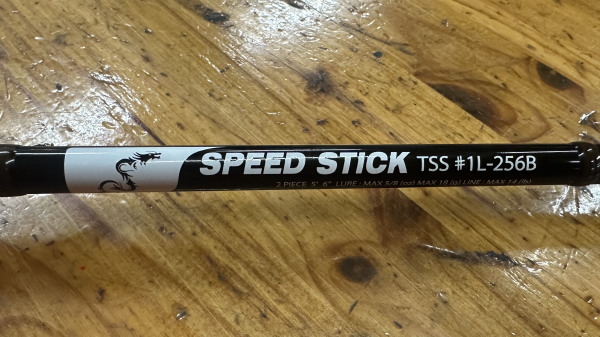 SPEED STICK TSS #1L-256B
2 PIECE 5' 6" LURE : MAX 5/8 (oz) MAX 18 (g) LINE : MAX 14 (lb)